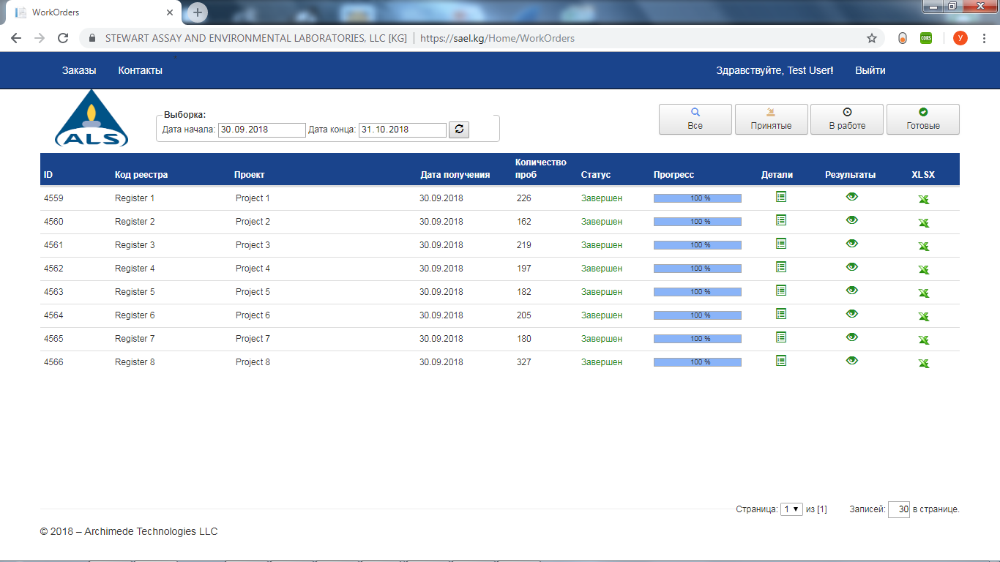 WorkOrders
STEWART ASSAY AND ENVIRONMENTAL LABORATORIES, LLC [KG] https://sael.kg/Home/WorkOrders
CORS
У
Заказы Контакты Здравствуйте, Test User! Выйти
ALS
Выборка:
Дата начала: 30.09.2018 Дата конца: 31.10.2018
Все Принятые В работе Готовые
ID Код реестра Проект Дата получения Количество проб Статус Прогресс Детали Результаты XLSX
4559 Register 1 Project 1 30.09.2018 226 Завершен 100 %
4560 Register 2 Project 2 30.09.2018 162 Завершен 100 %
4561 Register 3 Project 3 30.09.2018 219 Завершен 100 %
4562 Register 4 Project 4 30.09.2018 197 Завершен 100 %
4563 Register 5 Project 5 30.09.2018 182 Завершен 100 %
4564 Register 6 Project 6 30.09.2018 205 Завершен 100 %
4565 Register 7 Project 7 30.09.2018 180 Завершен 100 %
4566 Register 8 Project 8 30.09.2018 327 Завершен 100 %
Страница: 1 из [1] Записей: 30 в странице.
© 2018 – Archimede Technologies LLC